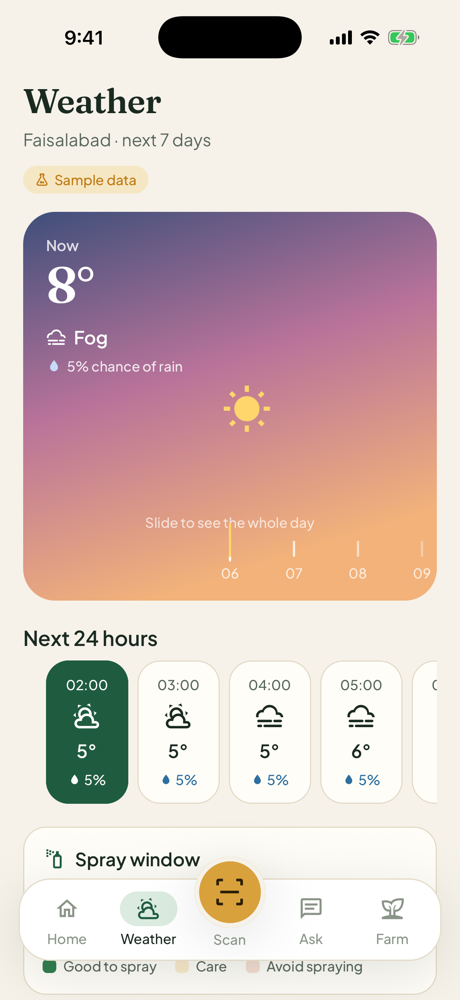 9:41
Weather
Faisalabad · next 7 days
Sample data
Now
8°
Fog
5% chance of rain
Slide to see the whole day
06 07 08 09
Next 24 hours
02:00 03:00 04:00 05:00
5° 5° 5° 6°
5% 5% 5% 5%
Spray window
Home Weather Scan Ask Farm
Good to spray Care Avoid spraying